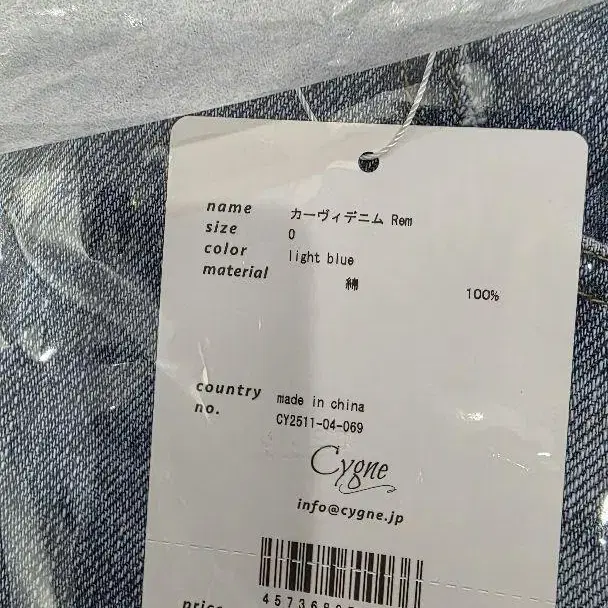 name カーヴィデニム Rem
size 0
color light blue
material
綿 100%
country made in china
no. CY2511-04-069
Cygne
info@cygne.jp